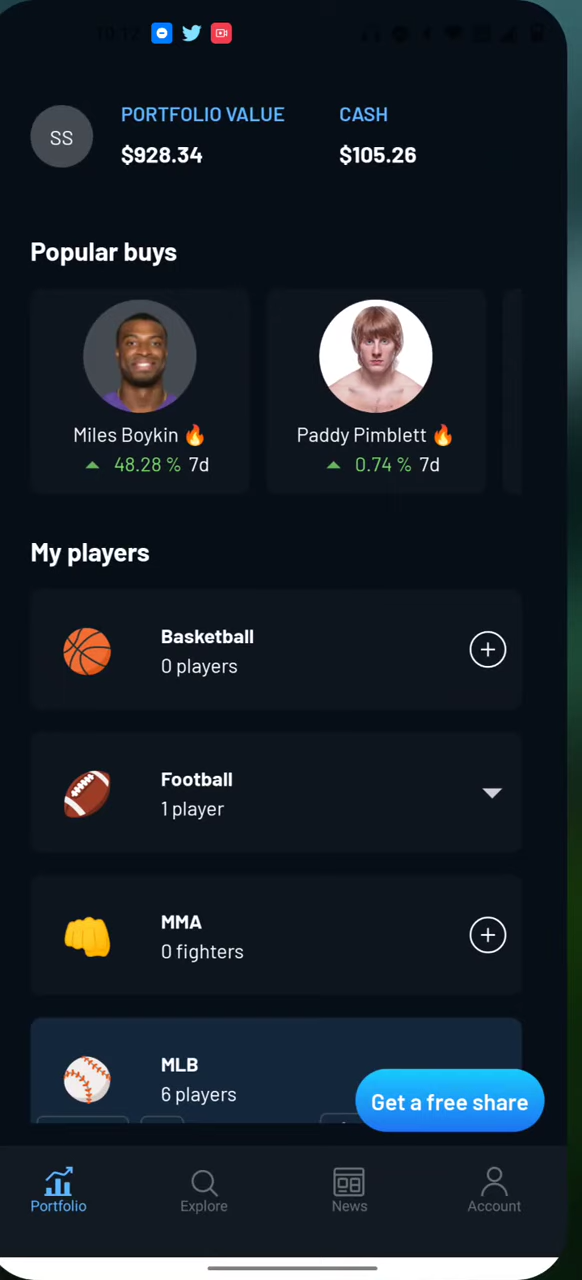 10:12
PORTFOLIO VALUE CASH
SS
$928.34 $105.26
Popular buys
Miles Boykin 🔥 Paddy Pimblett 🔥
48.28 % 7d 0.74 % 7d
My players
Basketball
0 players
Football
1 player
MMA
0 fighters
MLB
6 players
Get a free share
Portfolio Explore News Account